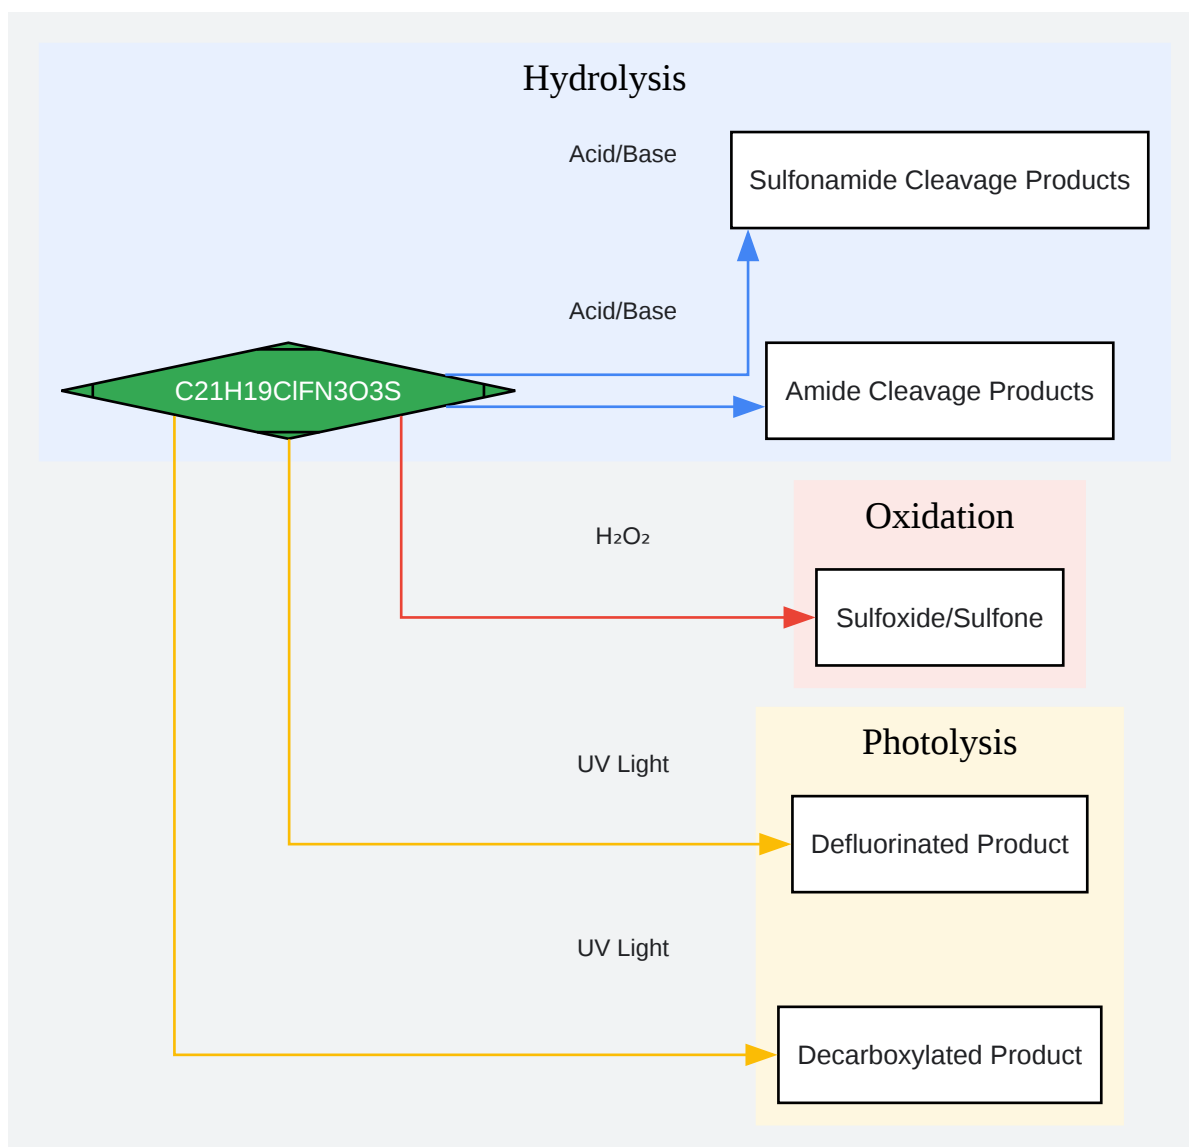 Hydrolysis
Acid/Base
Sulfonamide Cleavage Products
Acid/Base
C21H19ClFN3O3S
Amide Cleavage Products
Oxidation
H₂O₂
Sulfoxide/Sulfone
Photolysis
UV Light
Defluorinated Product
UV Light
Decarboxylated Product